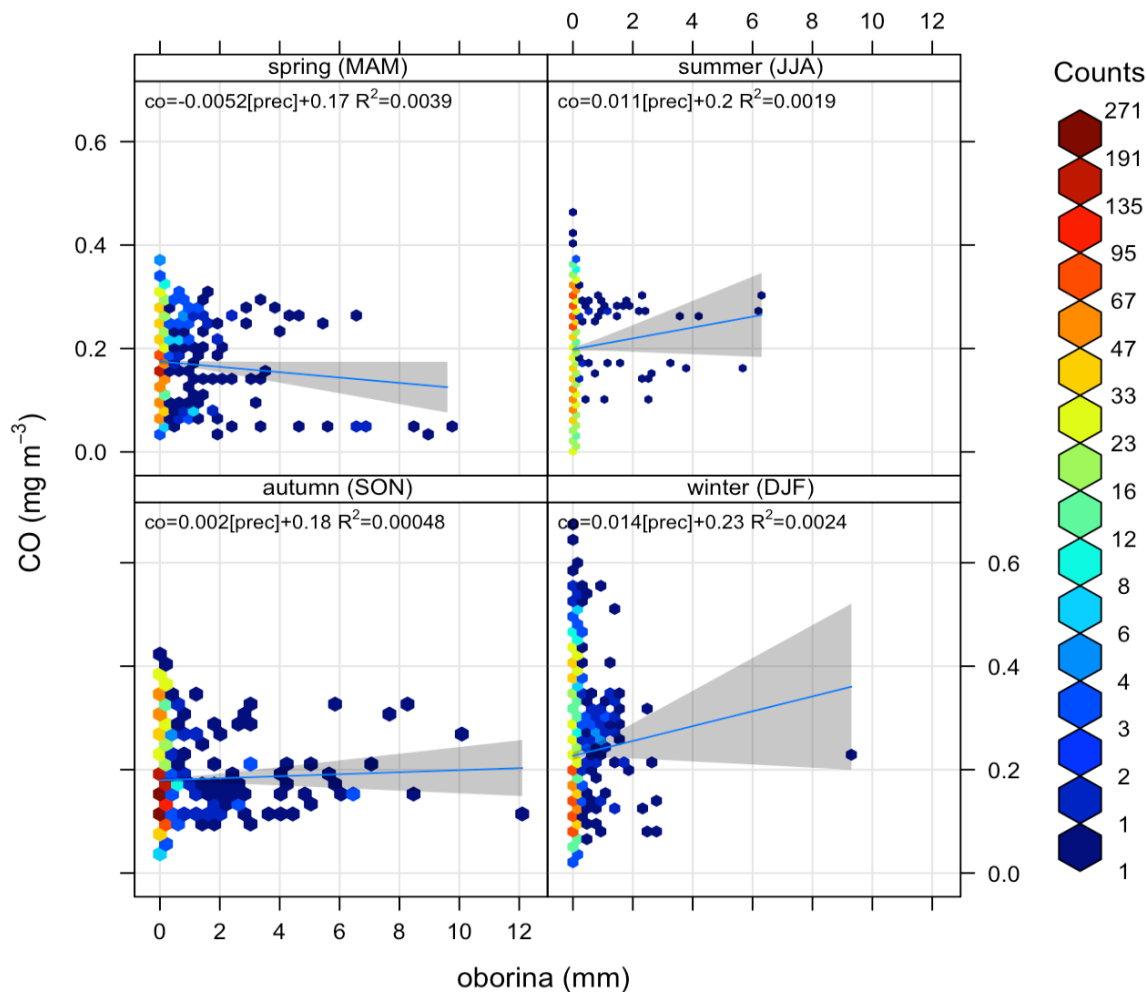 0 2 4 6 8 10 12
spring (MAM)
summer (JJA)
co=-0.0052[prec]+0.17 R²=0.0039
co=0.011[prec]+0.2 R²=0.0019
0.6
0.4
0.2
0.0
autumn (SON)
winter (DJF)
co=0.002[prec]+0.18 R²=0.00048
co=0.014[prec]+0.23 R²=0.0024
0.6
0.4
0.2
0.0
0 2 4 6 8 10 12
CO (mg m⁻³)
oborina (mm)
Counts
271
191
135
95
67
47
33
23
16
12
8
6
4
3
2
1
1